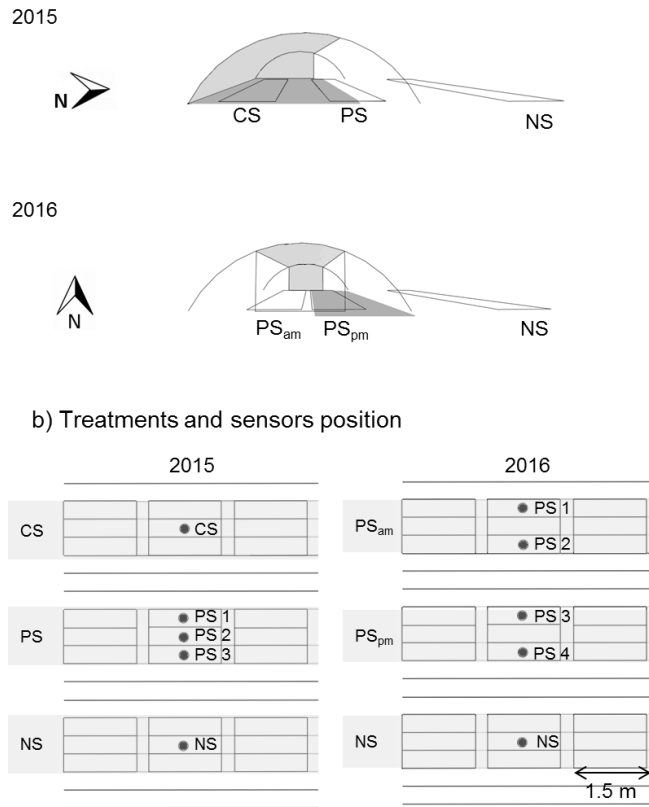 2015
N
CS
PS
NS
2016
N
PSam
PSpm
NS
b) Treatments and sensors position
2015
2016
CS
CS
PS
PS 1
PS 2
PS 3
NS
NS
PSam
PS 1
PS 2
PSpm
PS 3
PS 4
NS
NS
1.5 m